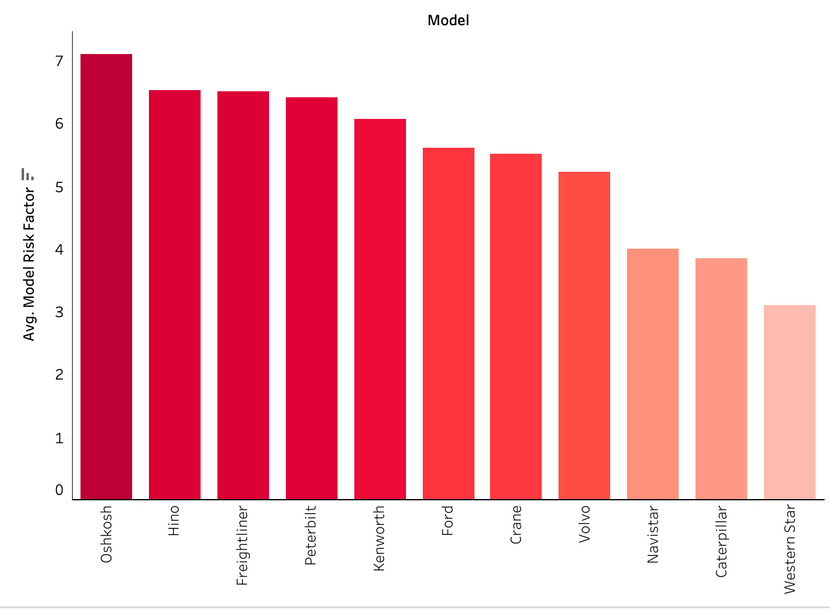 Model
Avg. Model Risk Factor
7
6
5
4
3
2
1
0
Oshkosh
Hino
Freightliner
Peterbilt
Kenworth
Ford
Crane
Volvo
Navistar
Caterpillar
Western Star